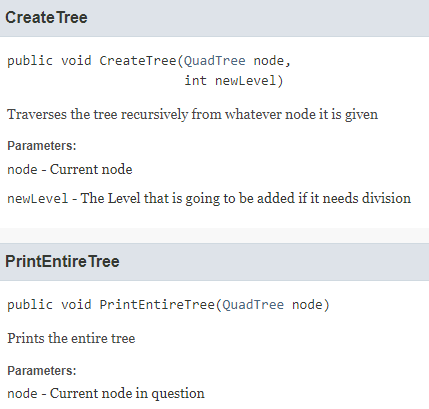 CreateTree
public void CreateTree(QuadTree node,
int newLevel)
Traverses the tree recursively from whatever node it is given
Parameters:
node - Current node
newLevel - The Level that is going to be added if it needs division
PrintEntireTree
public void PrintEntireTree(QuadTree node)
Prints the entire tree
Parameters:
node - Current node in question